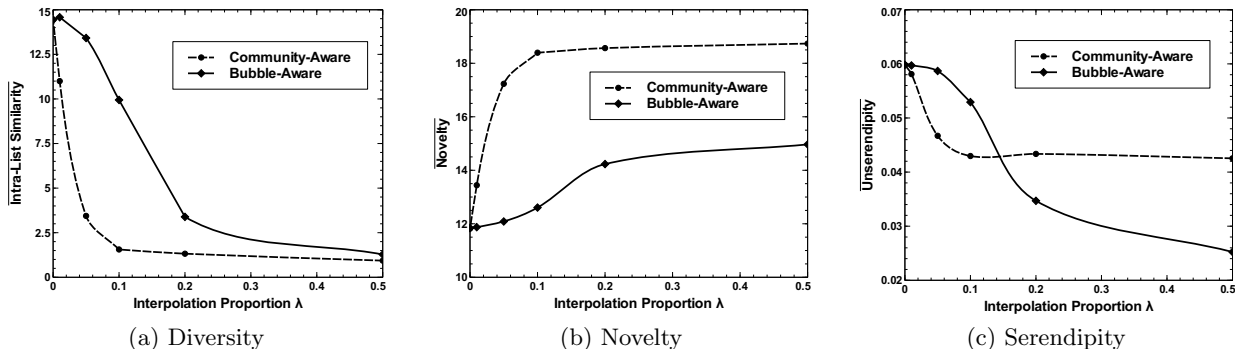 15
12.5
10
7.5
5
2.5
0
Intra-List Similarity
Community-Aware
Bubble-Aware
0 0.1 0.2 0.3 0.4 0.5
Interpolation Proportion λ
(a) Diversity
20
18
16
14
12
10
Novelty
Community-Aware
Bubble-Aware
0 0.1 0.2 0.3 0.4 0.5
Interpolation Proportion λ
(b) Novelty
0.07
0.06
0.05
0.04
0.03
0.02
Unserendipity
Community-Aware
Bubble-Aware
0 0.1 0.2 0.3 0.4 0.5
Interpolation Proportion λ
(c) Serendipity